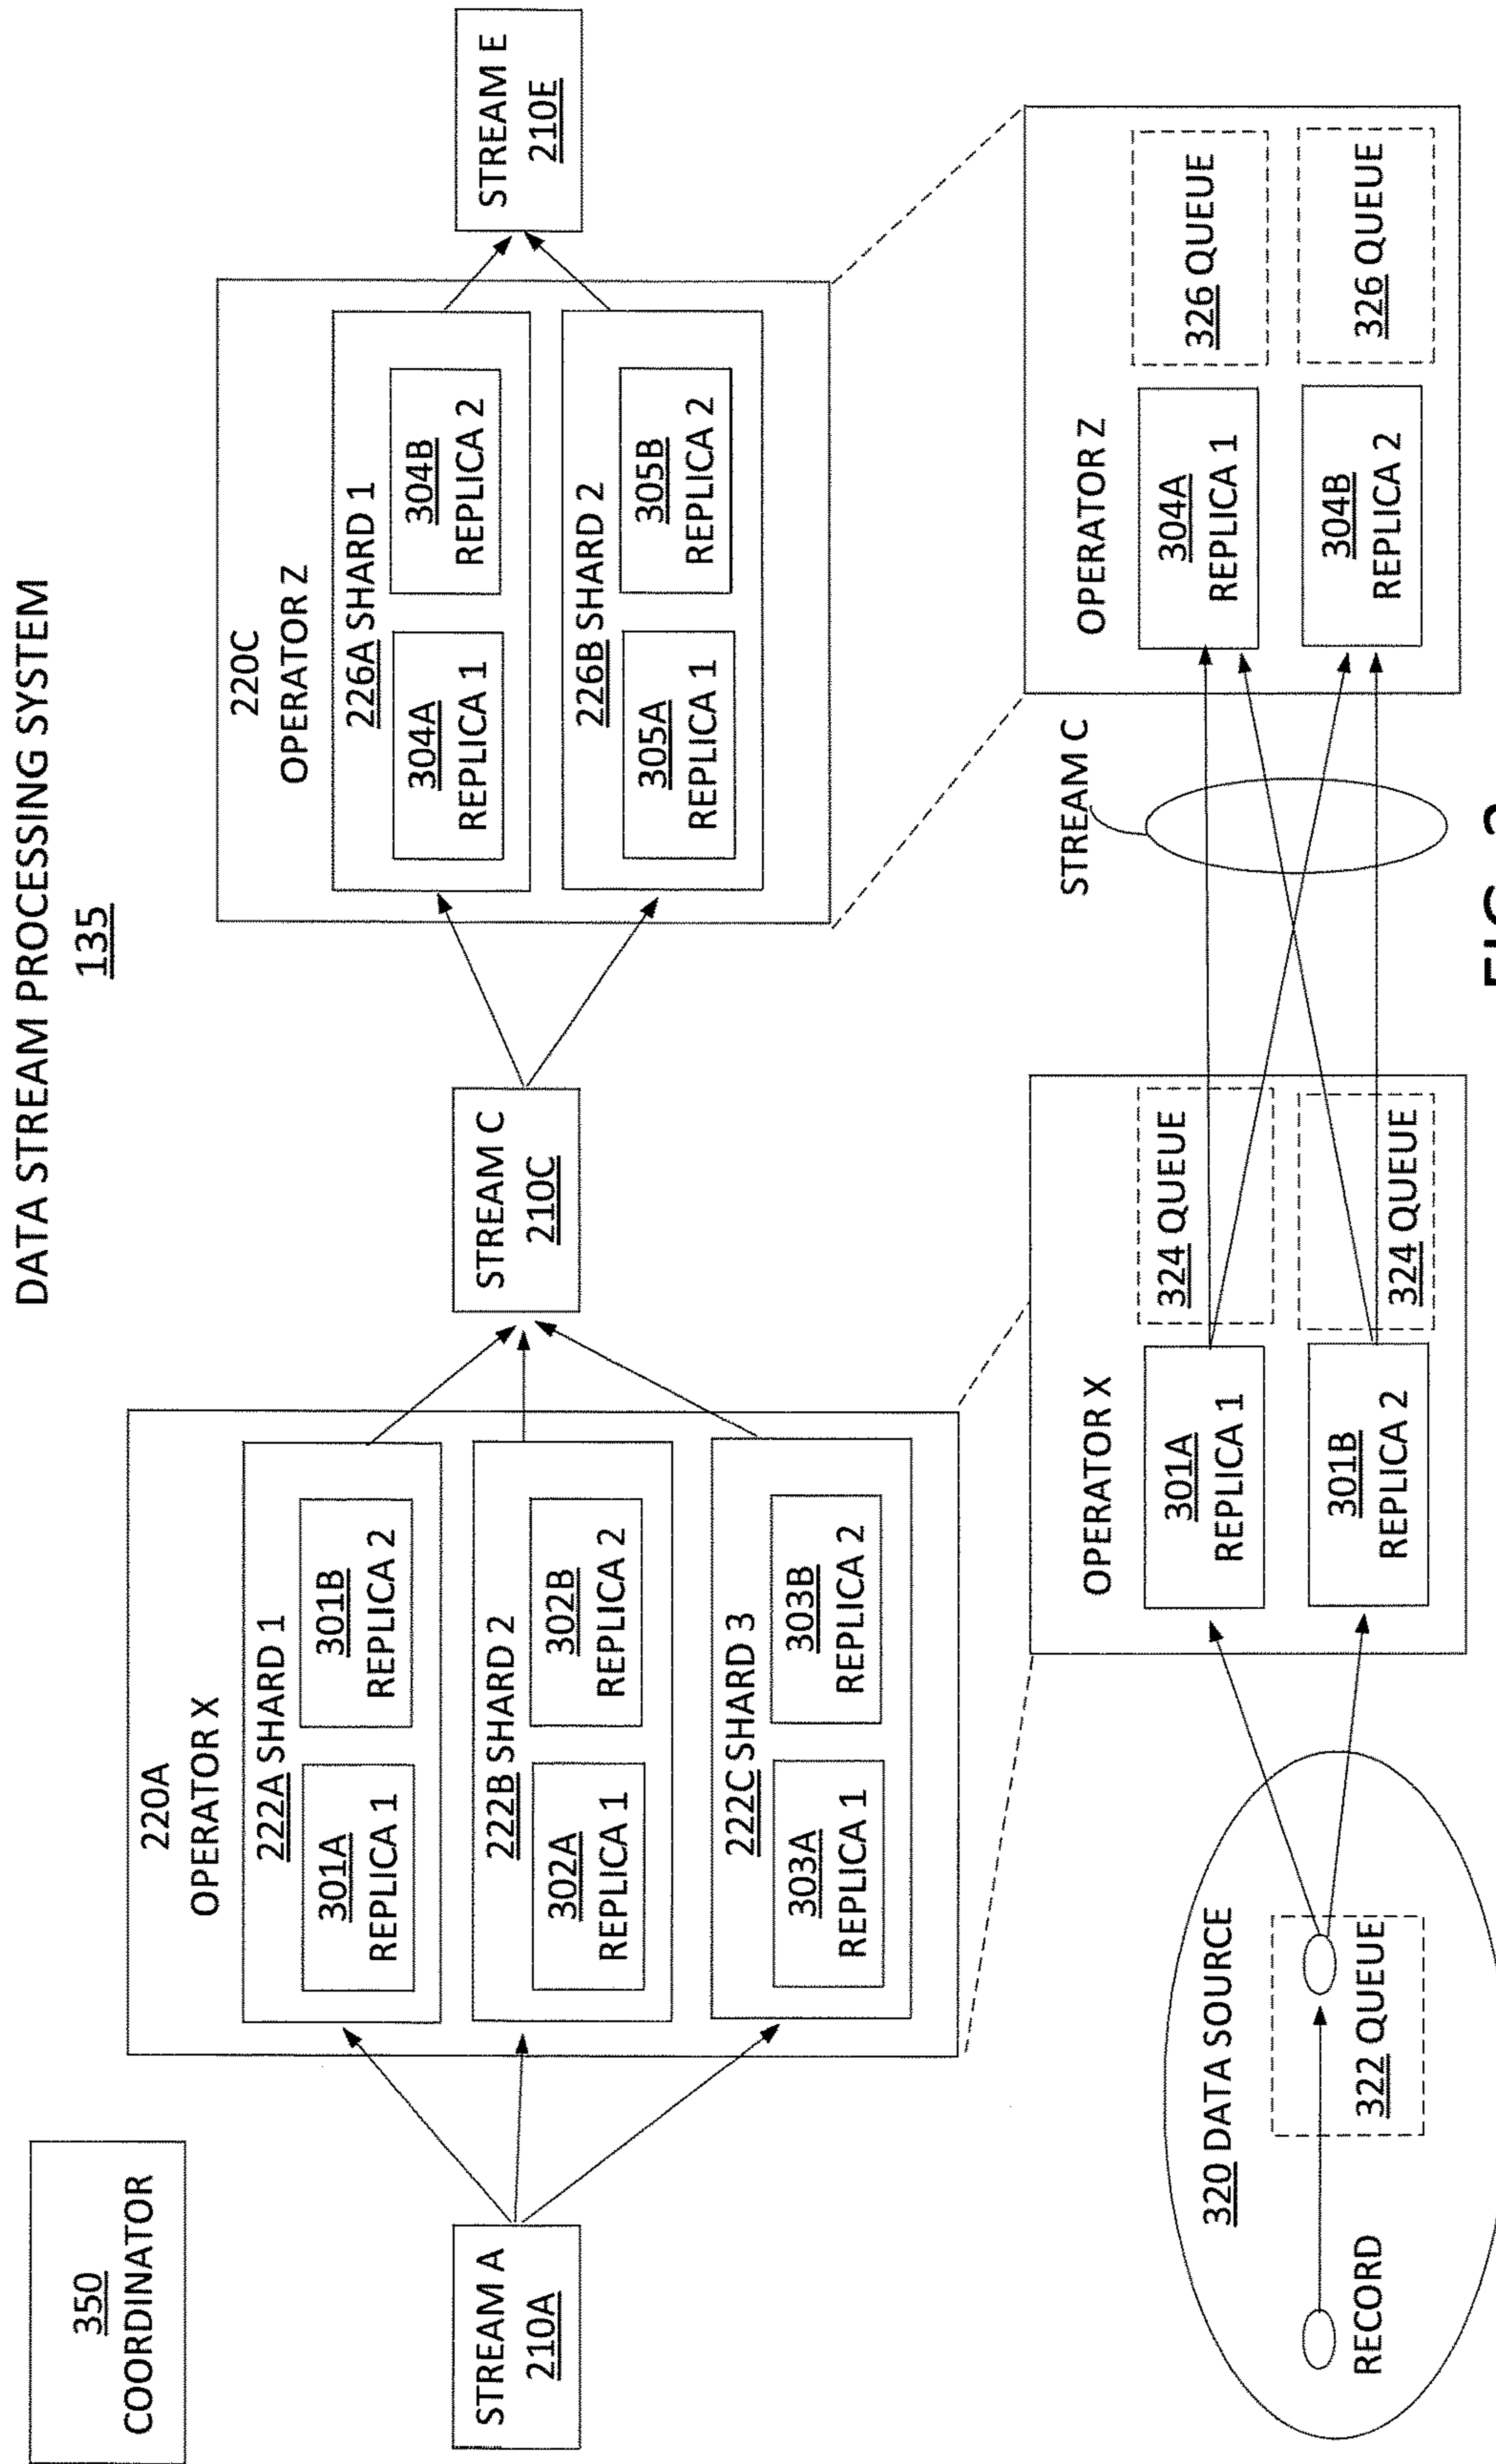 DATA STREAM PROCESSING SYSTEM
135
350
COORDINATOR
STREAM A
210A
220A
OPERATOR X
222A SHARD 1
301A
REPLICA 1
301B
REPLICA 2
222B SHARD 2
302A
REPLICA 1
302B
REPLICA 2
222C SHARD 3
303A
REPLICA 1
303B
REPLICA 2
STREAM C
210C
220C
OPERATOR Z
226A SHARD 1
304A
REPLICA 1
304B
REPLICA 2
226B SHARD 2
305A
REPLICA 1
305B
REPLICA 2
STREAM E
210E
320 DATA SOURCE
RECORD
322 QUEUE
OPERATOR X
301A
REPLICA 1
324 QUEUE
301B
REPLICA 2
324 QUEUE
STREAM C
OPERATOR Z
304A
REPLICA 1
326 QUEUE
304B
REPLICA 2
326 QUEUE